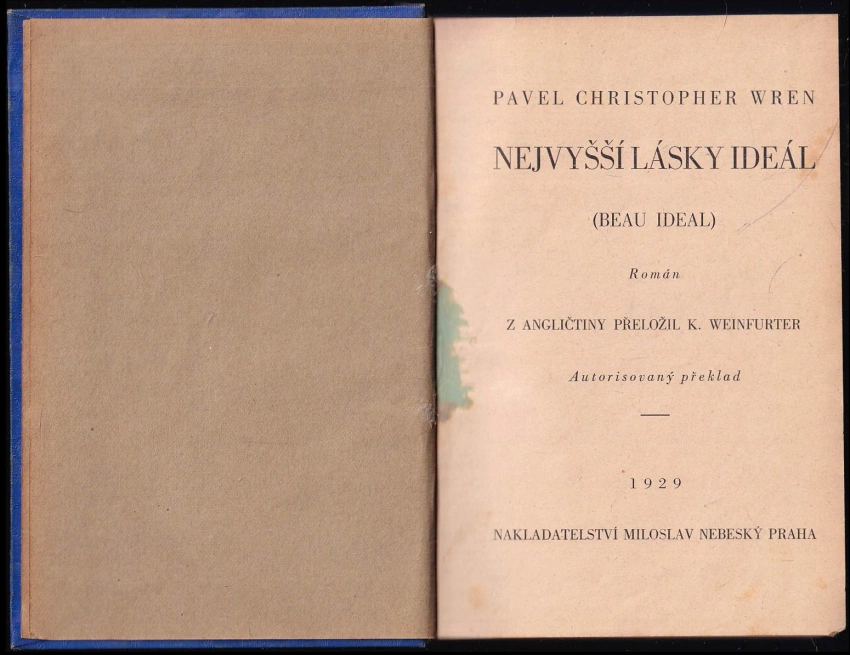 PAVEL CHRISTOPHER WREN
NEJVYŠŠÍ LÁSKY IDEÁL
(BEAU IDEAL)
Román
Z ANGLIČTINY PŘELOŽIL K. WEINFURTER
Autorisovaný překlad
1929
NAKLADATELSTVÍ MILOSLAV NEBESKÝ PRAHA